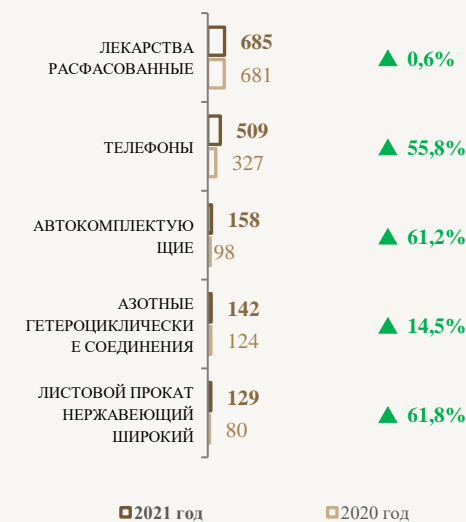 ЛЕКАРСТВА
РАСФАСОВАННЫЕ
685
681
▲ 0,6%
ТЕЛЕФОНЫ
509
327
▲ 55,8%
АВТОКОМПЛЕКТУЮ
ЩИЕ
158
98
▲ 61,2%
АЗОТНЫЕ
ГЕТЕРОЦИКЛИЧЕСКИ
Е СОЕДИНЕНИЯ
142
124
▲ 14,5%
ЛИСТОВОЙ ПРОКАТ
НЕРЖАВЕЮЩИЙ
ШИРОКИЙ
129
80
▲ 61,8%
2021 год
2020 год